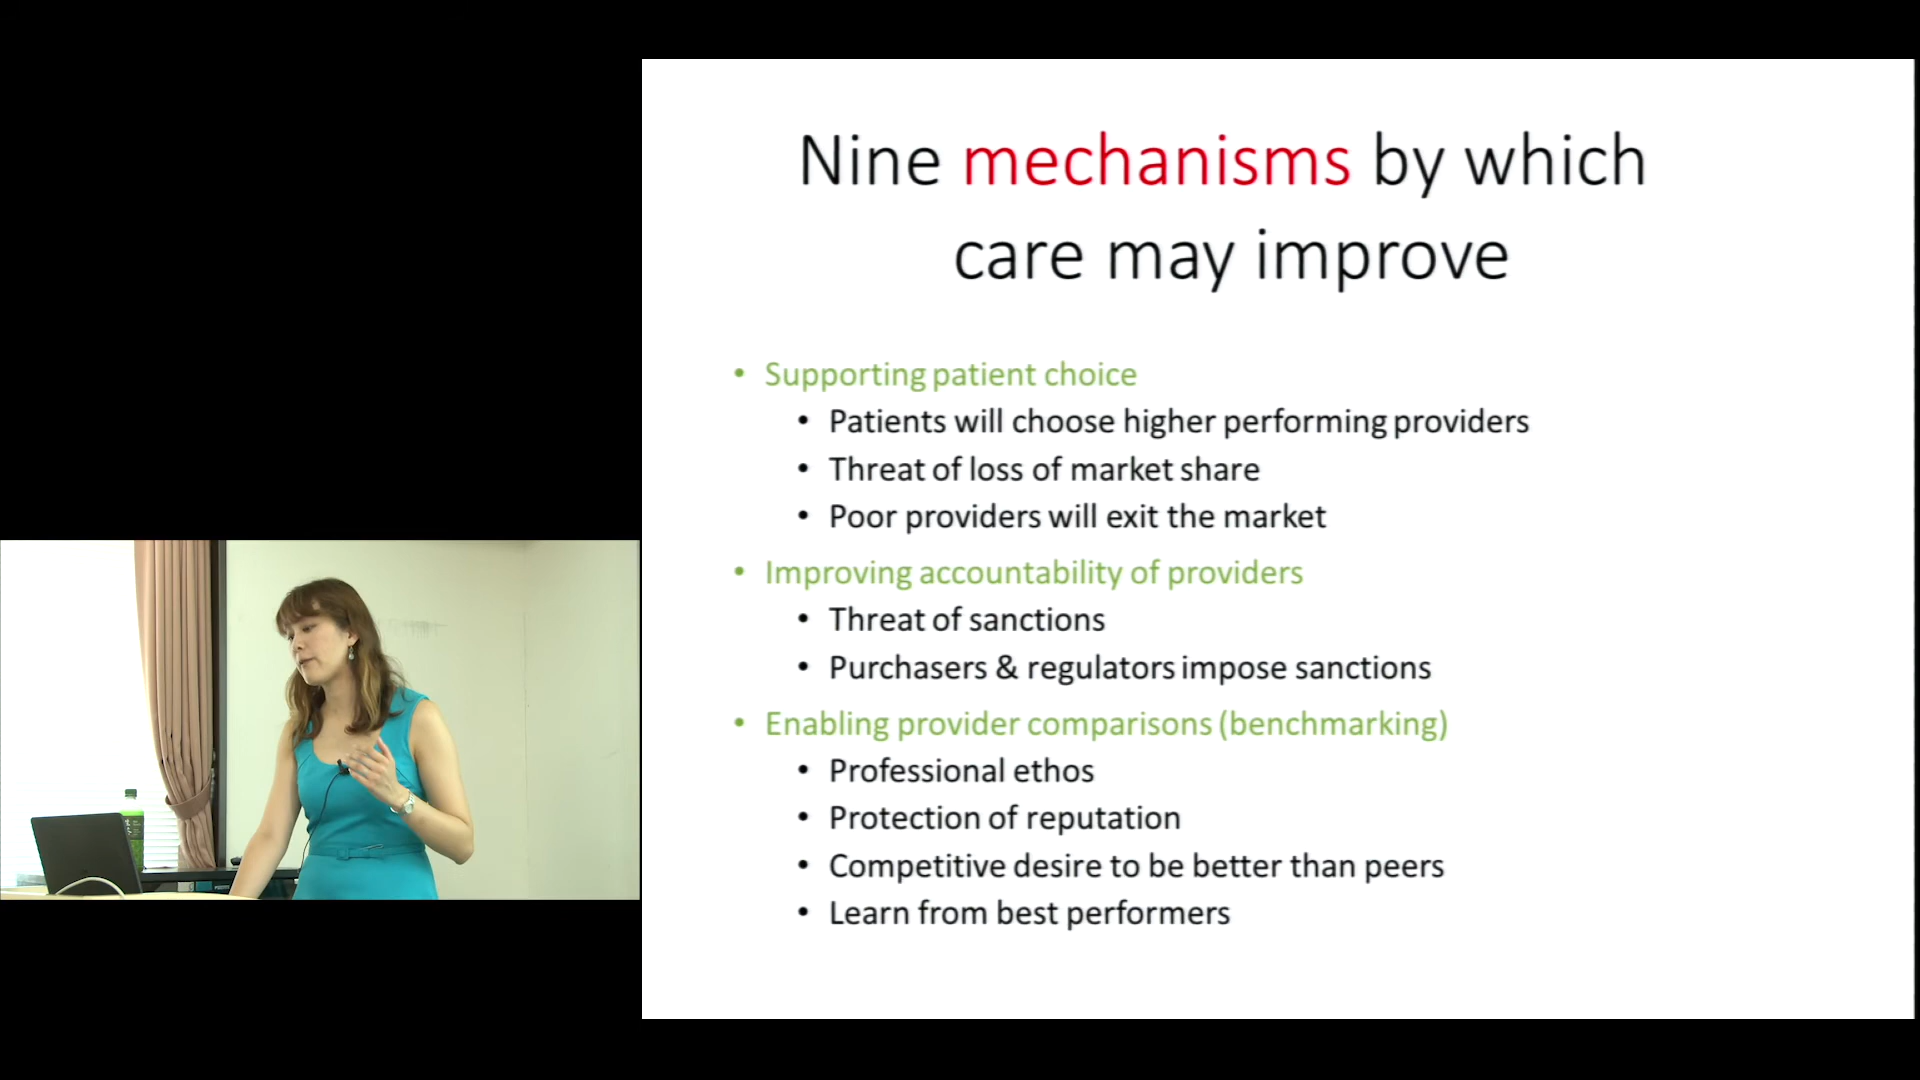 Nine mechanisms by which
care may improve
• Supporting patient choice
• Patients will choose higher performing providers
• Threat of loss of market share
• Poor providers will exit the market
• Improving accountability of providers
• Threat of sanctions
• Purchasers & regulators impose sanctions
• Enabling provider comparisons (benchmarking)
• Professional ethos
• Protection of reputation
• Competitive desire to be better than peers
• Learn from best performers